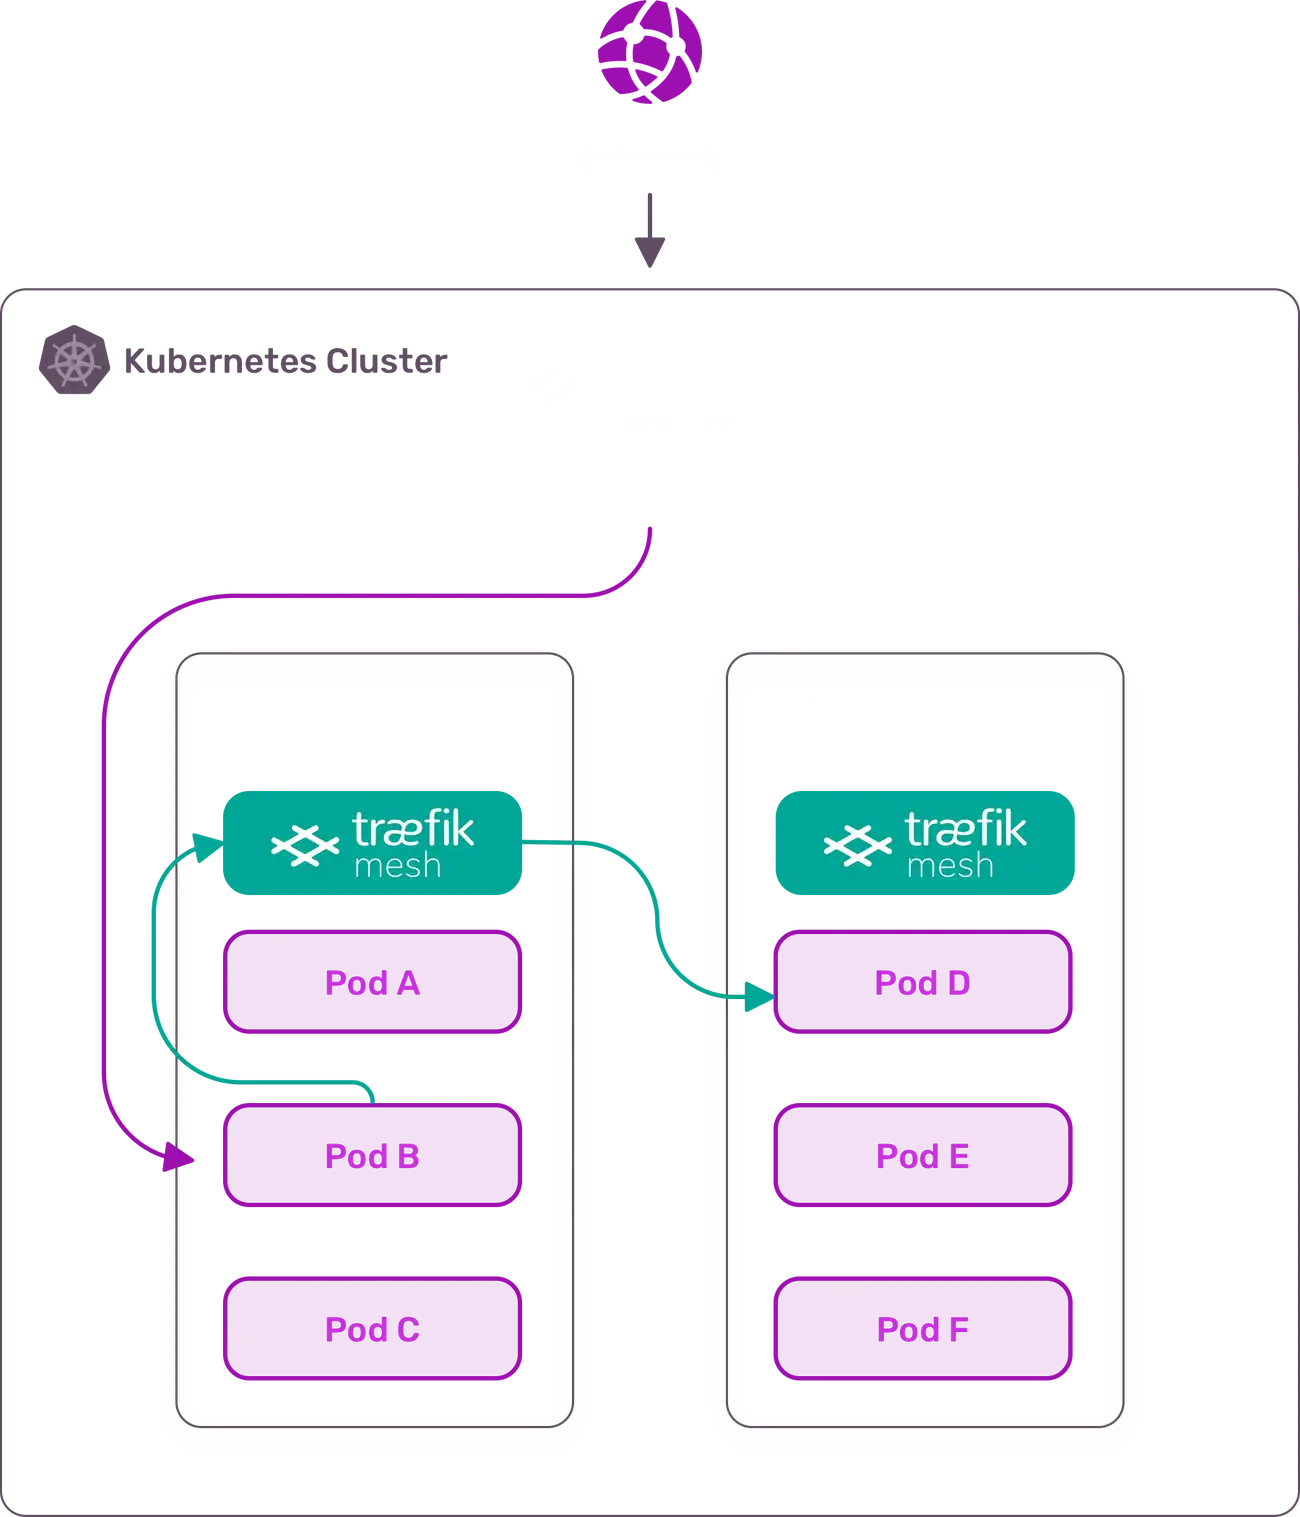 Kubernetes Cluster
træfik
mesh
træfik
mesh
Pod A
Pod D
Pod B
Pod E
Pod C
Pod F